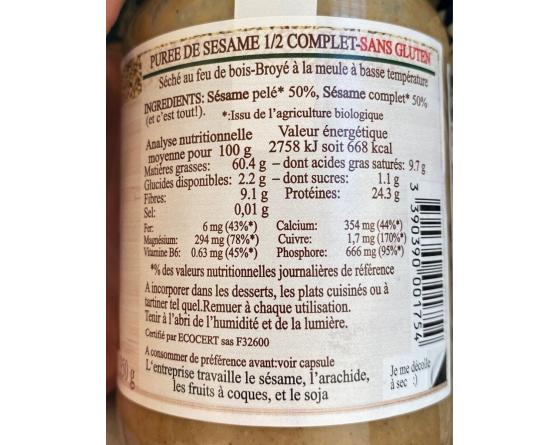 PUREE DE SESAME 1/2 COMPLET-SANS GLUTEN
Séché au feu de bois-Broyé à la meule à basse température
INGREDIENTS: Sésame pelé* 50%, Sésame complet* 50%
(et c'est tout!). *:Issu de l'agriculture biologique
Analyse nutritionnelle Valeur énergétique
moyenne pour 100 g 2758 kJ soit 668 kcal
Matières grasses: 60.4 g – dont acides gras saturés: 9.7 g
Glucides disponibles: 2.2 g – dont sucres: 1.1 g
Fibres: 9.1 g Protéines: 24.3 g
Sel: 0,01 g
Fer: 6 mg (43%*) Calcium: 354 mg (44%*)
Magnésium: 294 mg (78%*) Cuivre: 1,7 mg (170%*)
Vitamine B6: 0.63 mg (45%*) Phosphore: 666 mg (95%*)
*% des valeurs nutritionnelles journalières de référence
A incorporer dans les desserts, les plats cuisinés ou à
tartiner tel quel.Remuer à chaque utilisation.
Tenir à l'abri de l'humidité et de la lumière.
Certifié par ECOCERT sas F32600
A consommer de préférence avant:voir capsule
L'entreprise travaille le sésame, l'arachide,
les fruits à coques, et le soja
Je me décolle
à sec :)
3 390390 001754